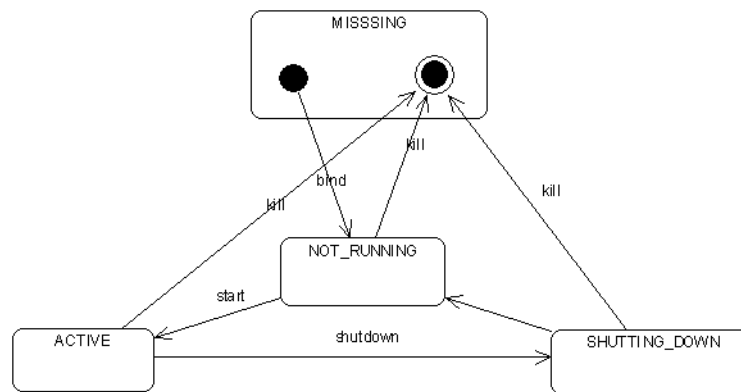 MISSSING
kill
bind
kill
kill
NOT_RUNNING
start
ACTIVE
shutdown
SHUTTING_DOWN